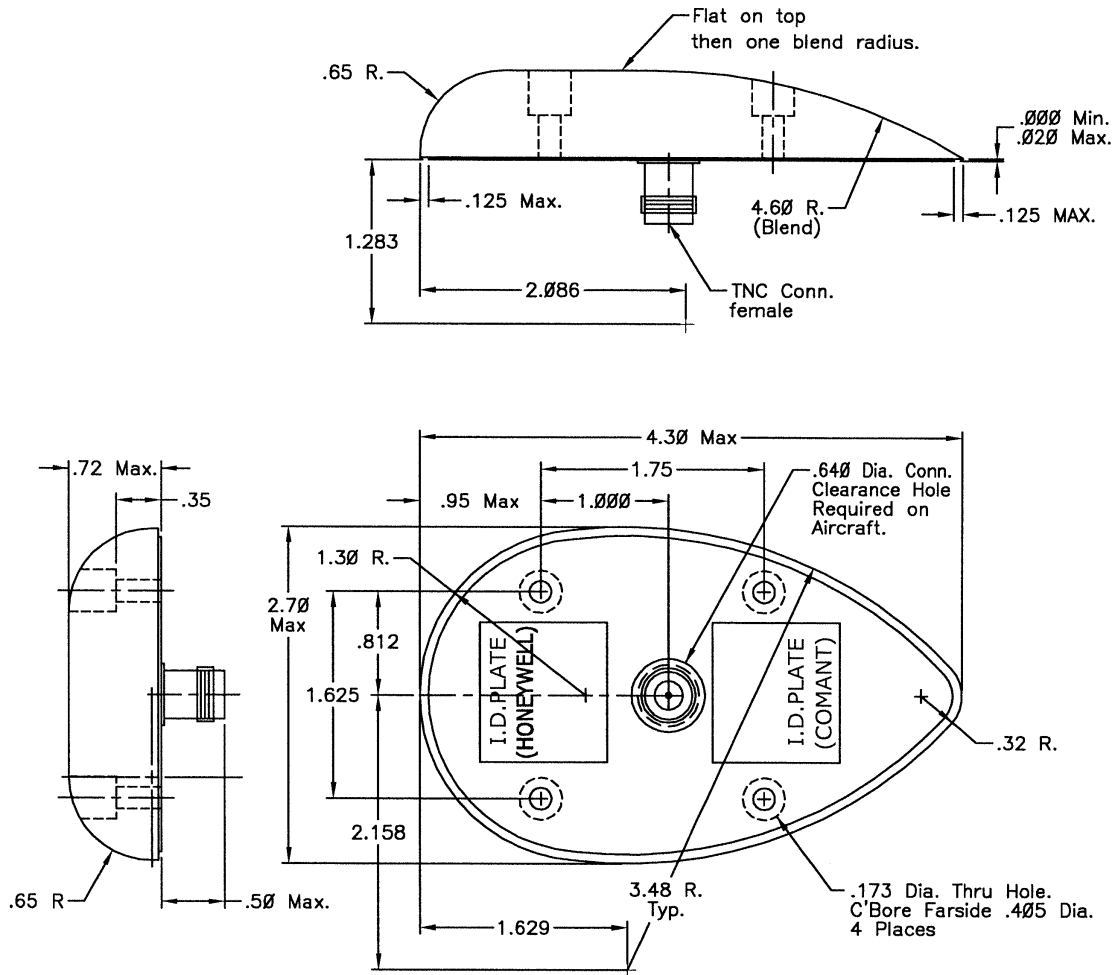 Flat on top
then one blend radius.
.65 R.
.000 Min.
.020 Max.
.125 Max.
4.60 R.
(Blend)
.125 MAX.
1.283
2.086
TNC Conn.
female
4.30 Max
.72 Max.
1.75
.640 Dia. Conn.
Clearance Hole
Required on
Aircraft.
.35
.95 Max
1.000
1.30 R.
2.70
Max
.812
1.625
I.D.PLATE
(HONEYWELL)
I.D.PLATE
(COMANT)
.32 R.
2.158
.65 R
.50 Max.
3.48 R.
Typ.
1.629
.173 Dia. Thru Hole.
C'Bore Farside .405 Dia.
4 Places